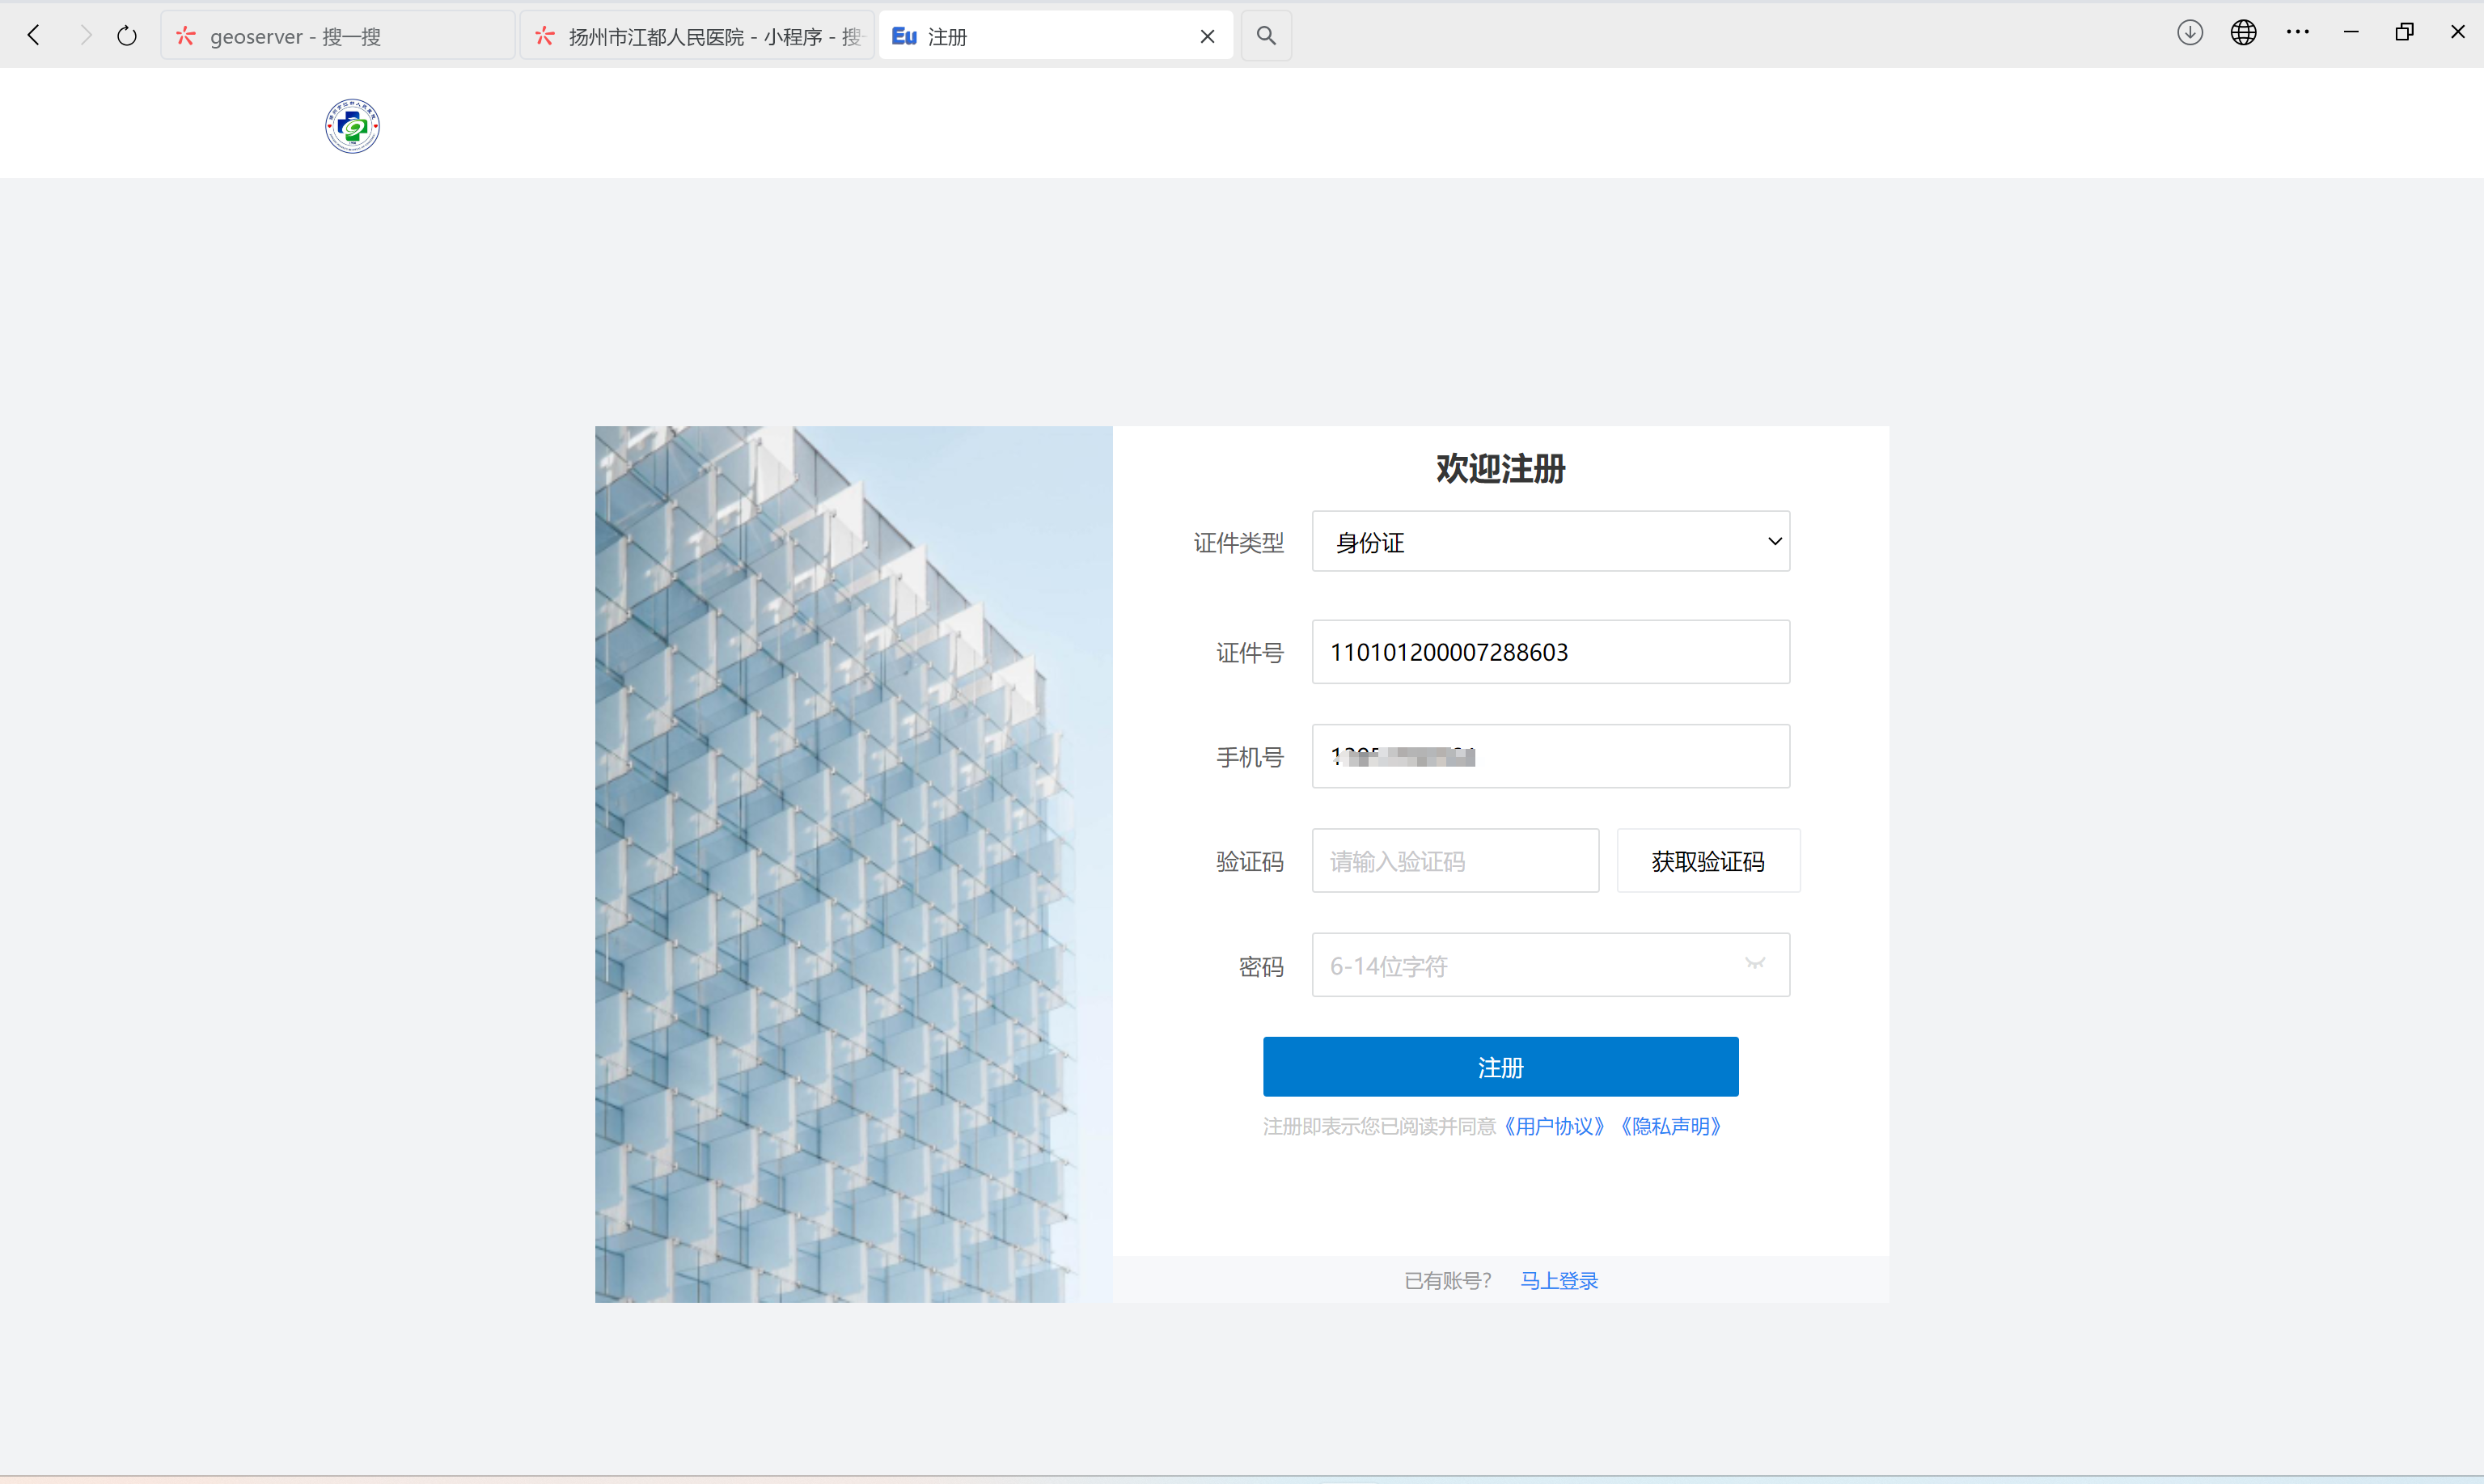 geoserver - 搜一搜
扬州市江都人民医院 - 小程序 - 搜
Eu 注册
欢迎注册
证件类型 身份证
证件号 110101200007288603
手机号
验证码 请输入验证码 获取验证码
密码 6-14位字符
注册
注册即表示您已阅读并同意《用户协议》《隐私声明》
已有账号? 马上登录